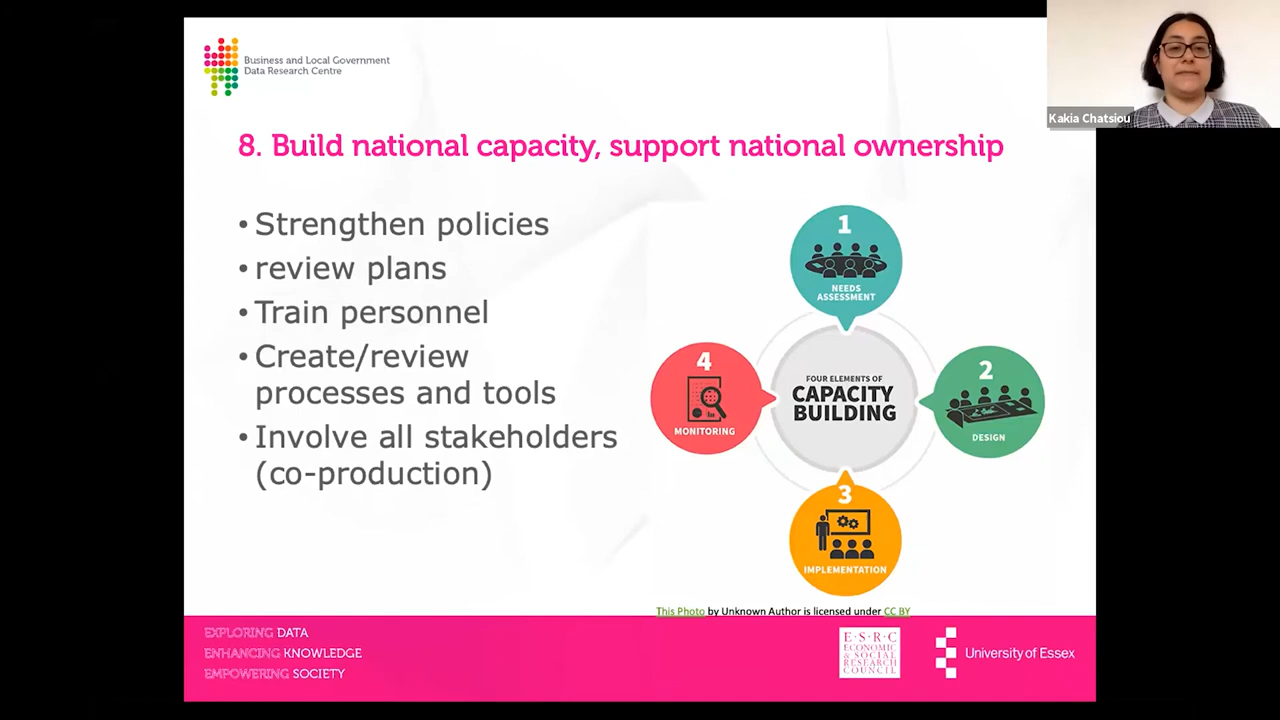 Business and Local Government
Data Research Centre
Kakia Chatsiou
8. Build national capacity, support national ownership
• Strengthen policies
• review plans
• Train personnel
• Create/review
processes and tools
• Involve all stakeholders
(co-production)
1
NEEDS
ASSESSMENT
2
DESIGN
3
IMPLEMENTATION
4
MONITORING
FOUR ELEMENTS OF
CAPACITY
BUILDING
This Photo by Unknown Author is licensed under CC BY
EXPLORING DATA
ENHANCING KNOWLEDGE
EMPOWERING SOCIETY
E·S·R·C
ECONOMIC
& SOCIAL
RESEARCH
COUNCIL
University of Essex